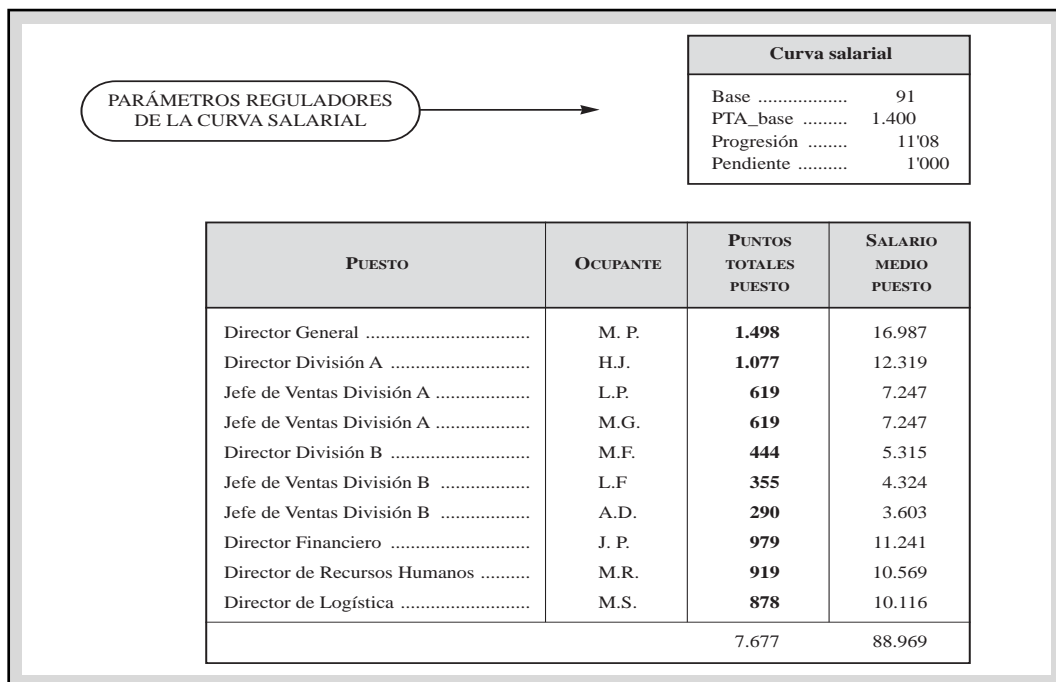 PARÁMETROS REGULADORES
DE LA CURVA SALARIAL
Curva salarial
Base .................. 91
PTA_base ......... 1.400
Progresión ........ 11'08
Pendiente .......... 1'000
PUESTO OCUPANTE PUNTOS TOTALES PUESTO SALARIO MEDIO PUESTO
Director General ................................. M. P. 1.498 16.987
Director División A ............................ H.J. 1.077 12.319
Jefe de Ventas División A ................... L.P. 619 7.247
Jefe de Ventas División A ................... M.G. 619 7.247
Director División B ............................ M.F. 444 5.315
Jefe de Ventas División B .................. L.F 355 4.324
Jefe de Ventas División B .................. A.D. 290 3.603
Director Financiero ............................ J. P. 979 11.241
Director de Recursos Humanos .......... M.R. 919 10.569
Director de Logística .......................... M.S. 878 10.116
7.677 88.969